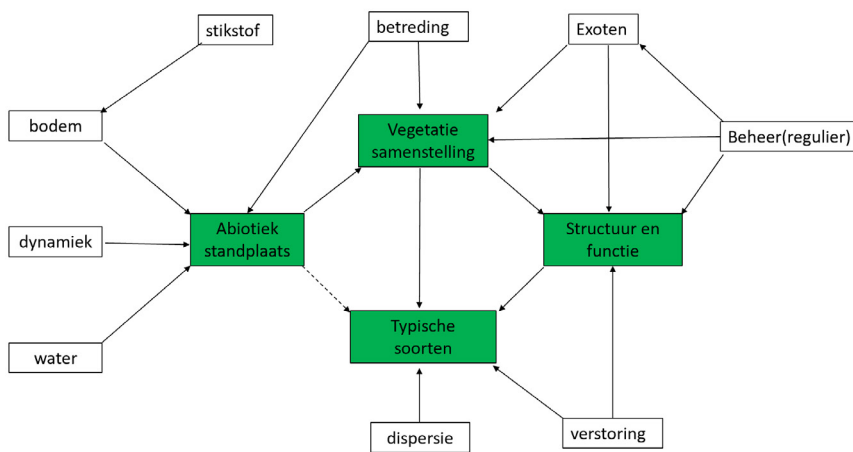 stikstof
betreding
Exoten
bodem
Vegetatie
samenstelling
Beheer(regulier)
dynamiek
Abiotiek
standplaats
Structuur en
functie
water
Typische
soorten
dispersie
verstoring